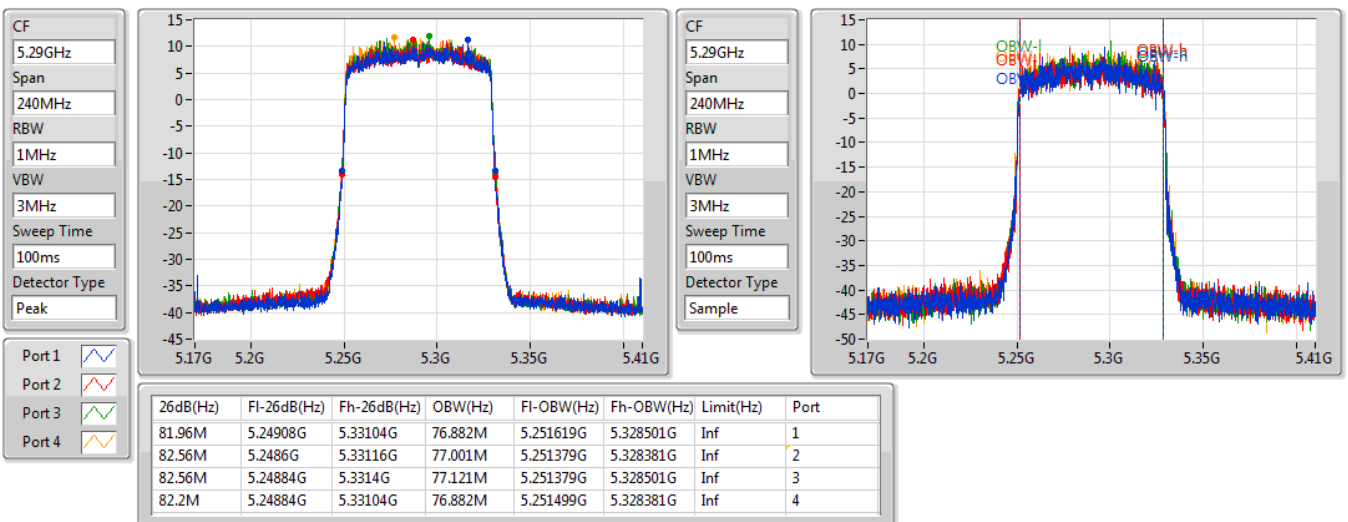 CF
5.29GHz
Span
240MHz
RBW
1MHz
VBW
3MHz
Sweep Time
100ms
Detector Type
Peak
15
10
5
0
-5
-10
-15
-20
-25
-30
-35
-40
-45
5.17G 5.2G 5.25G 5.3G 5.35G 5.41G
CF
5.29GHz
Span
240MHz
RBW
1MHz
VBW
3MHz
Sweep Time
100ms
Detector Type
Sample
15
10
5
0
-5
-10
-15
-20
-25
-30
-35
-40
-50
OBW-l
OBW-h
OBW-h
5.17G 5.2G 5.25G 5.3G 5.35G 5.41G
Port 1
Port 2
Port 3
Port 4
26dB(Hz) Fl-26dB(Hz) Fh-26dB(Hz) OBW(Hz) Fl-OBW(Hz) Fh-OBW(Hz) Limit(Hz) Port
81.96M 5.24908G 5.33104G 76.882M 5.251619G 5.328501G Inf 1
82.56M 5.2486G 5.33116G 77.001M 5.251379G 5.328381G Inf 2
82.56M 5.24884G 5.3314G 77.121M 5.251379G 5.328501G Inf 3
82.2M 5.24884G 5.33104G 76.882M 5.251499G 5.328381G Inf 4